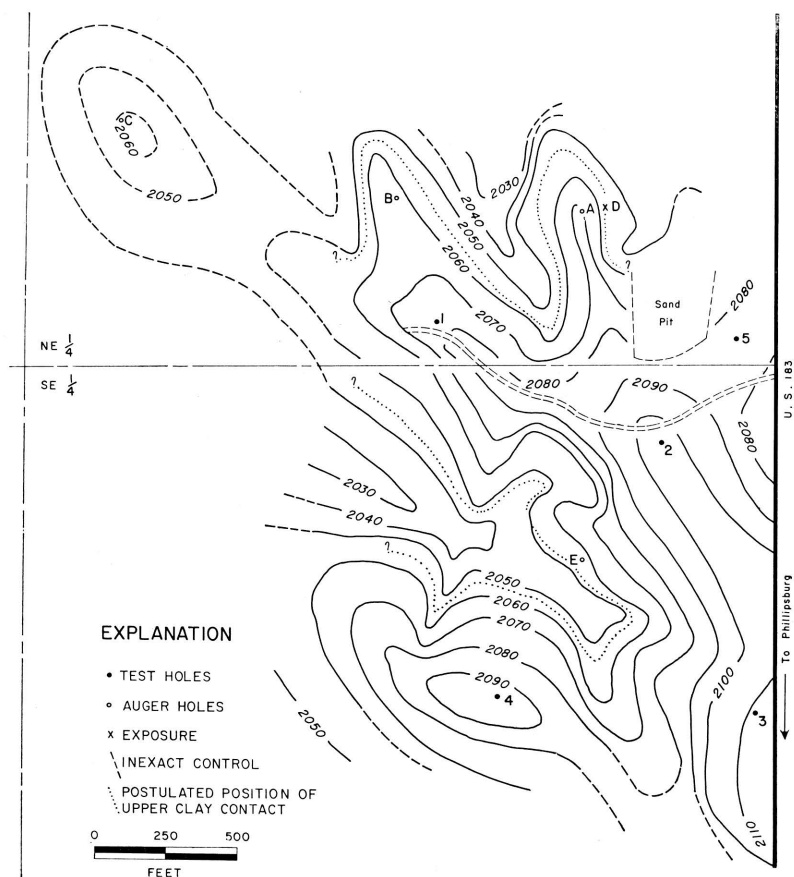 C
2060
2050
2030
2040
2050
2060
B
A
x D
?
?
Sand
Pit
2080
1
2070
5
NE 1/4
SE 1/4
U. S. 183
?
2080
2090
2
2080
2030
2040
?
E
2050
2060
2070
2080
2090
4
2050
2100
3
2110
To Phillipsburg
EXPLANATION
• TEST HOLES
∘ AUGER HOLES
x EXPOSURE
INEXACT CONTROL
POSTULATED POSITION OF
UPPER CLAY CONTACT
0 250 500
FEET